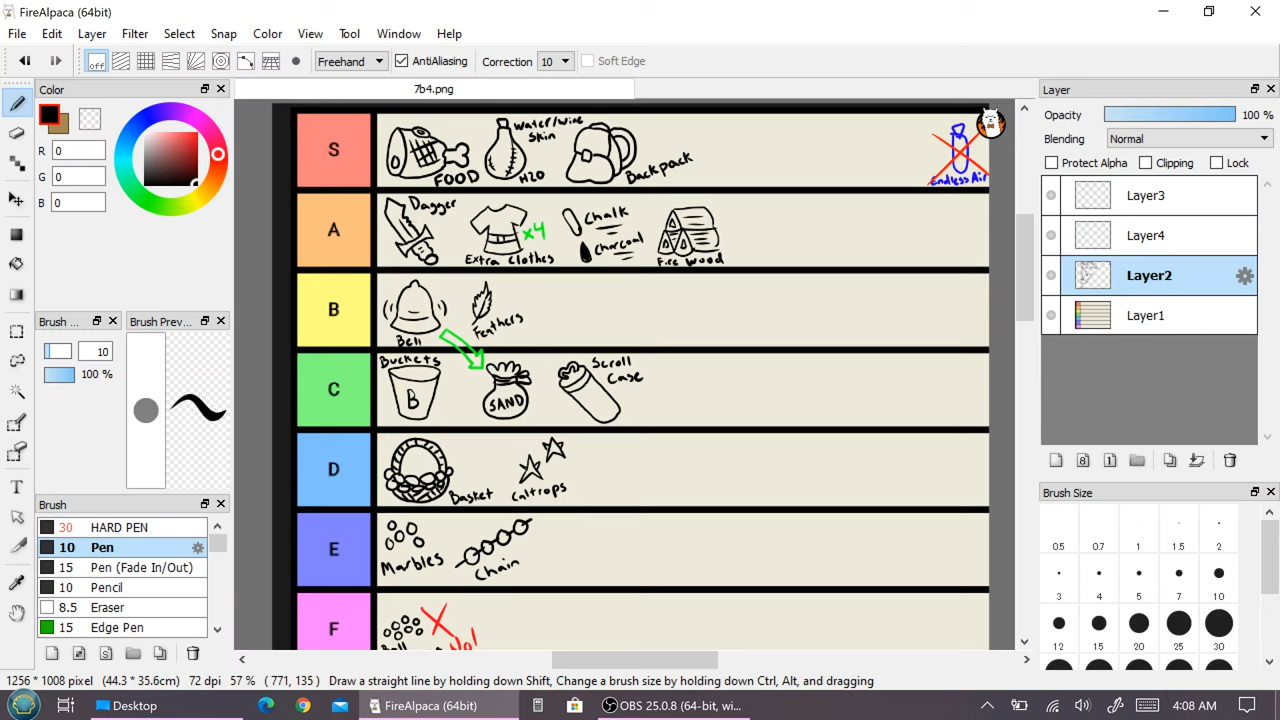 FireAlpaca (64bit)
File Edit Layer Filter Select Snap Color View Tool Window Help
off Freehand AntiAliasing Correction 10 Soft Edge
Color
7b4.png
Layer
R 0
G 0
B 0
Opacity 100 %
Blending Normal
Protect Alpha Clipping Lock
Layer3
Layer4
Layer2
Layer1
Brush ...
Brush Prev...
10
100 %
Brush
30 HARD PEN
10 Pen
15 Pen (Fade In/Out)
10 Pencil
8.5 Eraser
15 Edge Pen
S
FOOD
Water/Wine
Skin
H2O
Backpack
Endless Air
A
Dagger
Extra Clothes
x4
Chalk
Charcoal
Fire Wood
B
Bell
Feathers
C
Buckets
B
SAND
Scroll
Case
D
Basket
Caltrops
E
Marbles
Chain
F
Brush Size
0.5 0.7 1 1.5 2
3 4 5 7 10
12 15 20 25 30
1256 * 1008 pixel (44.3 * 35.6cm) 72 dpi 57 % (771, 135) Draw a straight line by holding down Shift, Change a brush size by holding down Ctrl, Alt, and dragging
Desktop
FireAlpaca (64bit)
OBS 25.0.8 (64-bit, wi...
4:08 AM